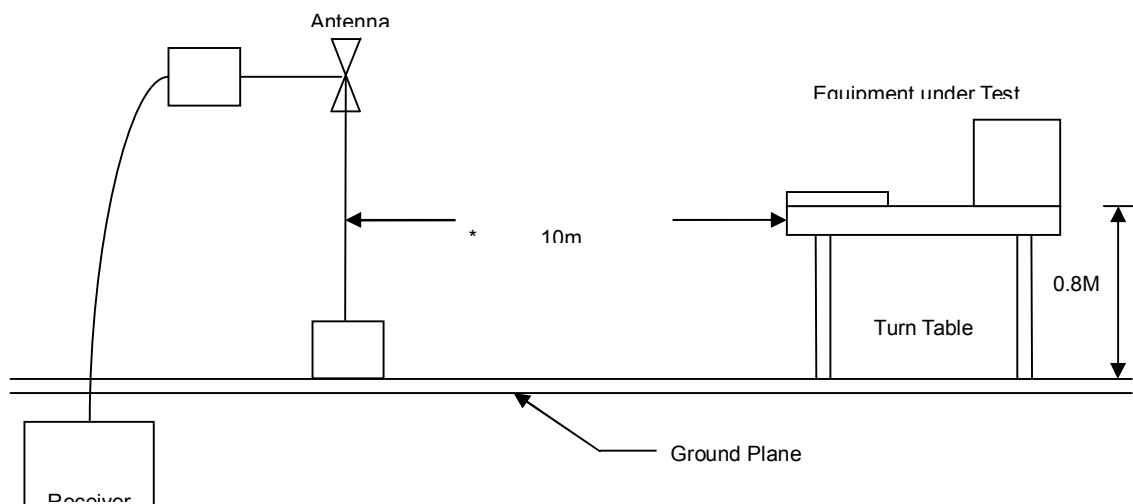 Antenna
Equipment under Test
* 10m
0.8M
Turn Table
Ground Plane
Receiver